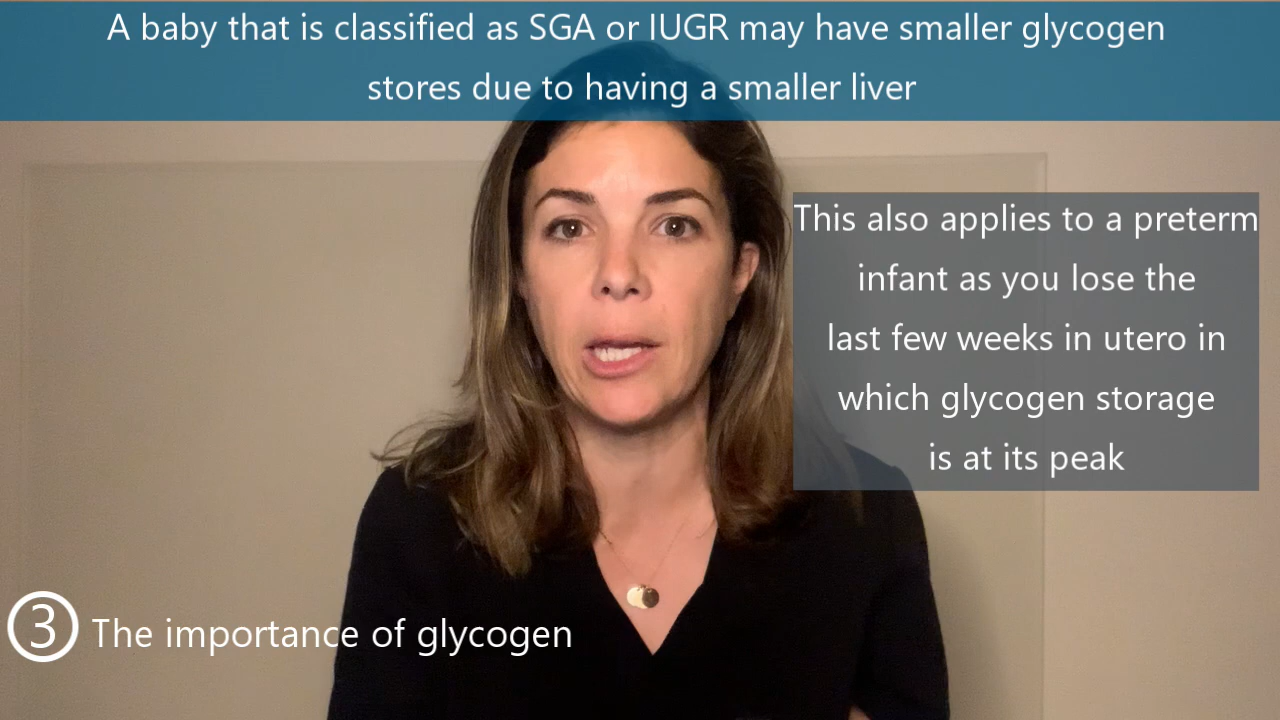 A baby that is classified as SGA or IUGR may have smaller glycogen
stores due to having a smaller liver
This also applies to a preterm
infant as you lose the
last few weeks in utero in
which glycogen storage
is at its peak
3 The importance of glycogen